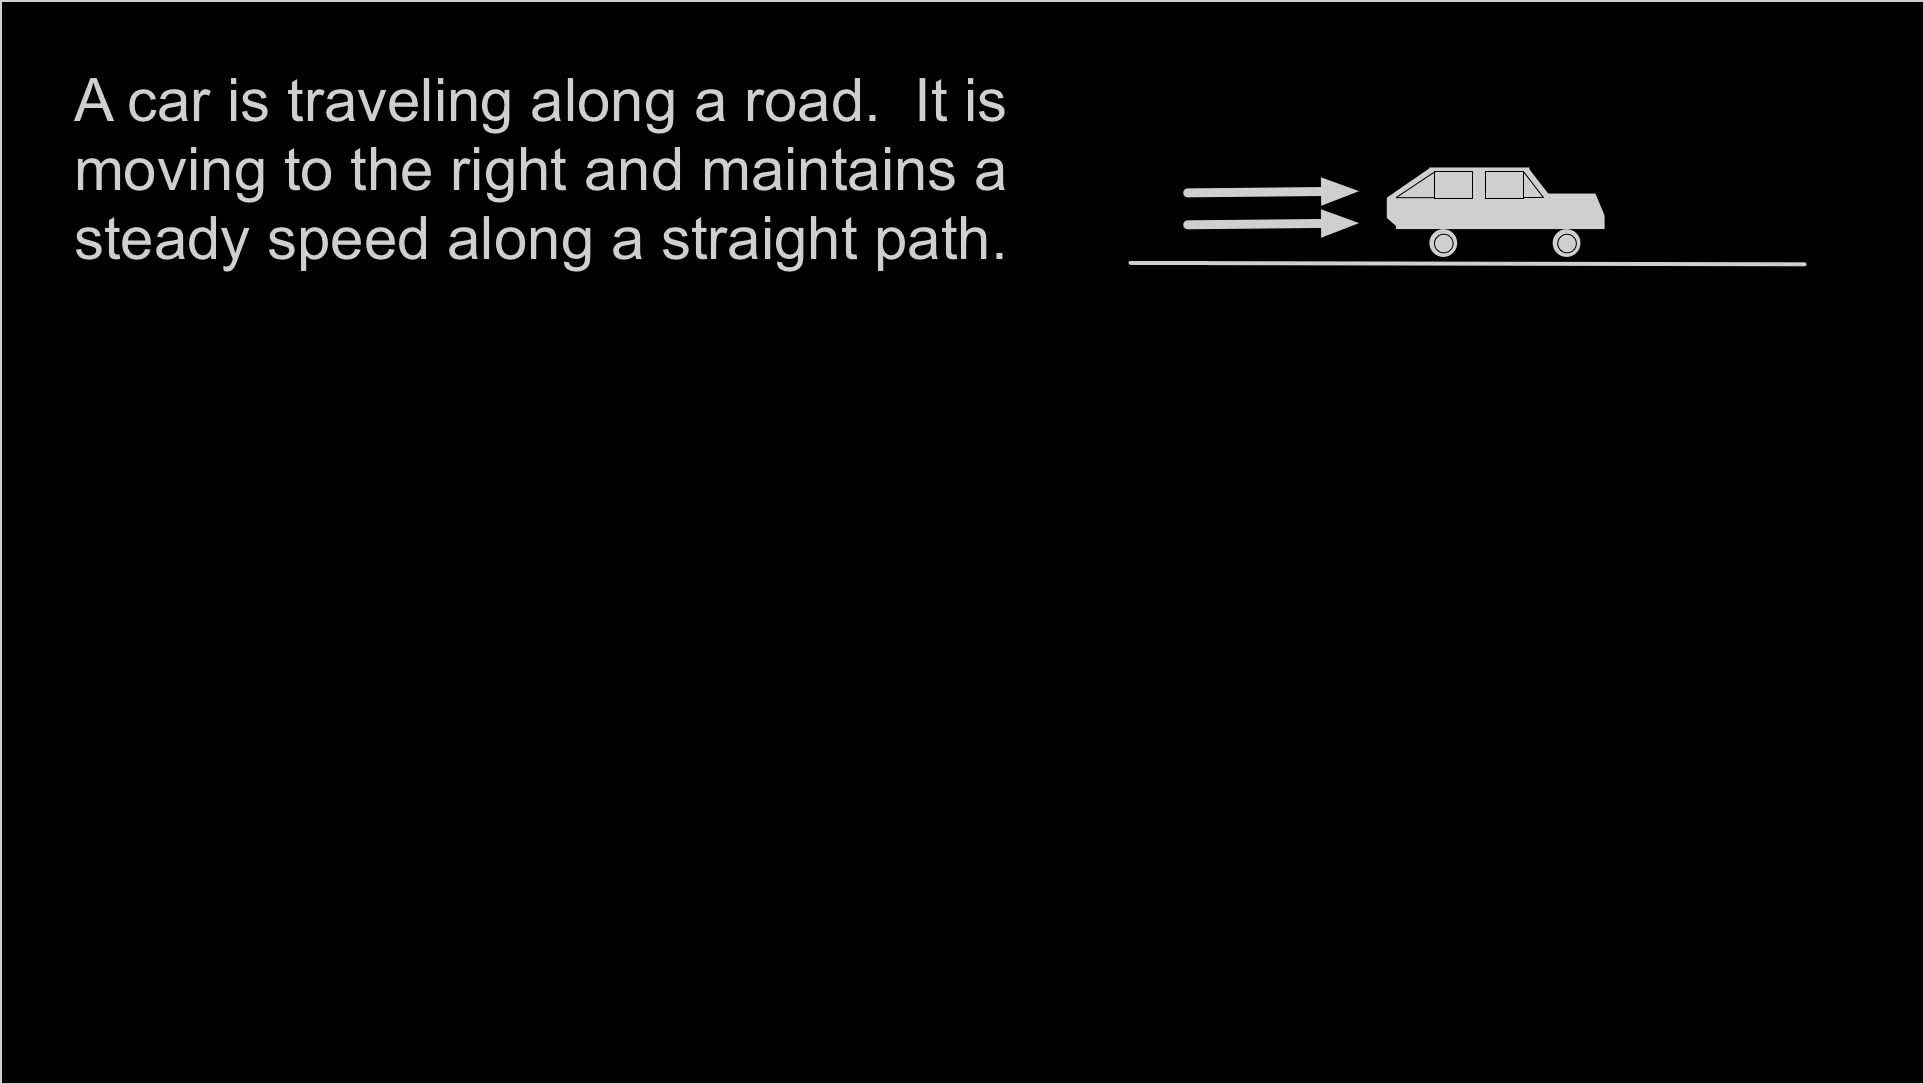 A car is traveling along a road.  It is
moving to the right and maintains a
steady speed along a straight path.